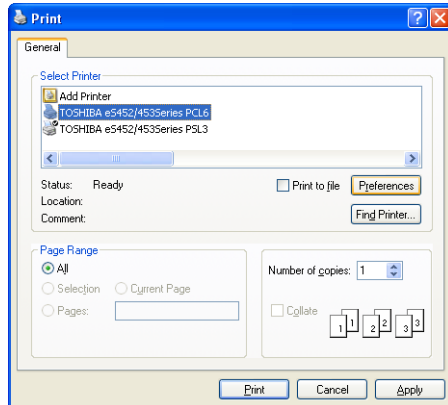 Print
General
Select Printer
Add Printer
TOSHIBA eS452/453Series PCL6
TOSHIBA eS452/453Series PSL3
Status: Ready
Print to file
Preferences
Location:
Comment:
Find Printer...
Page Range
All
Selection
Current Page
Pages:
Number of copies: 1
Collate
1 1 2 2 3 3
Print
Cancel
Apply